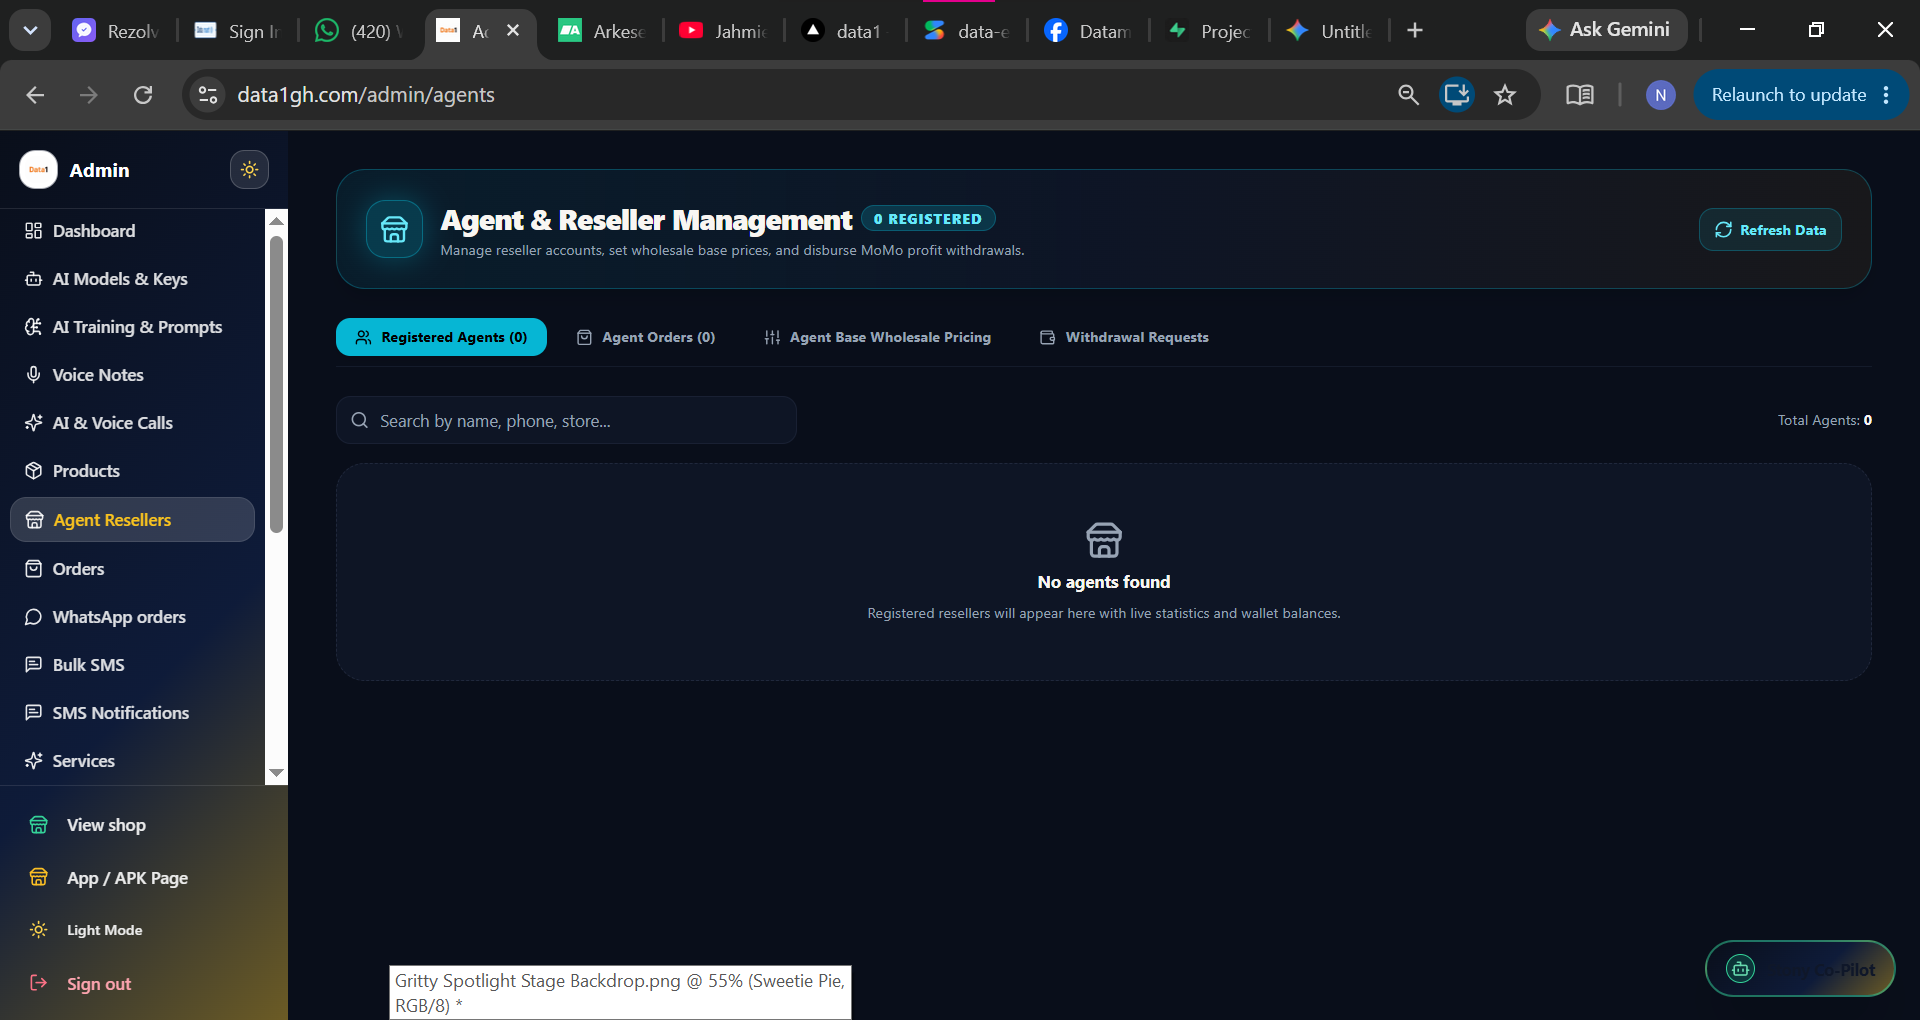 Rezolv
Sign In
(420) W
Ac
Arkese
Jahmie
data1
data-e
Datam
Projec
Untitle
Ask Gemini
data1gh.com/admin/agents
N
Relaunch to update
Data1
Admin
Dashboard
AI Models & Keys
AI Training & Prompts
Voice Notes
AI & Voice Calls
Products
Agent Resellers
Orders
WhatsApp orders
Bulk SMS
SMS Notifications
Services
View shop
App / APK Page
Light Mode
Sign out
Agent & Reseller Management
0 REGISTERED
Manage reseller accounts, set wholesale base prices, and disburse MoMo profit withdrawals.
Refresh Data
Registered Agents (0)
Agent Orders (0)
Agent Base Wholesale Pricing
Withdrawal Requests
Search by name, phone, store...
Total Agents: 0
No agents found
Registered resellers will appear here with live statistics and wallet balances.
Co-Pilot
Gritty Spotlight Stage Backdrop.png @ 55% (Sweetie Pie,
RGB/8) *